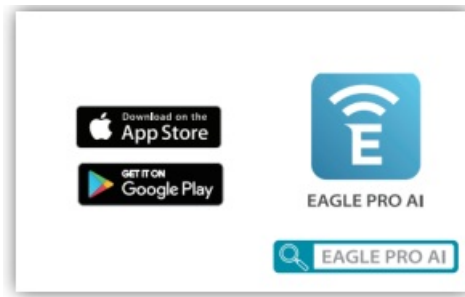 Download on the
App Store
GET IT ON
Google Play
E
EAGLE PRO AI
EAGLE PRO AI